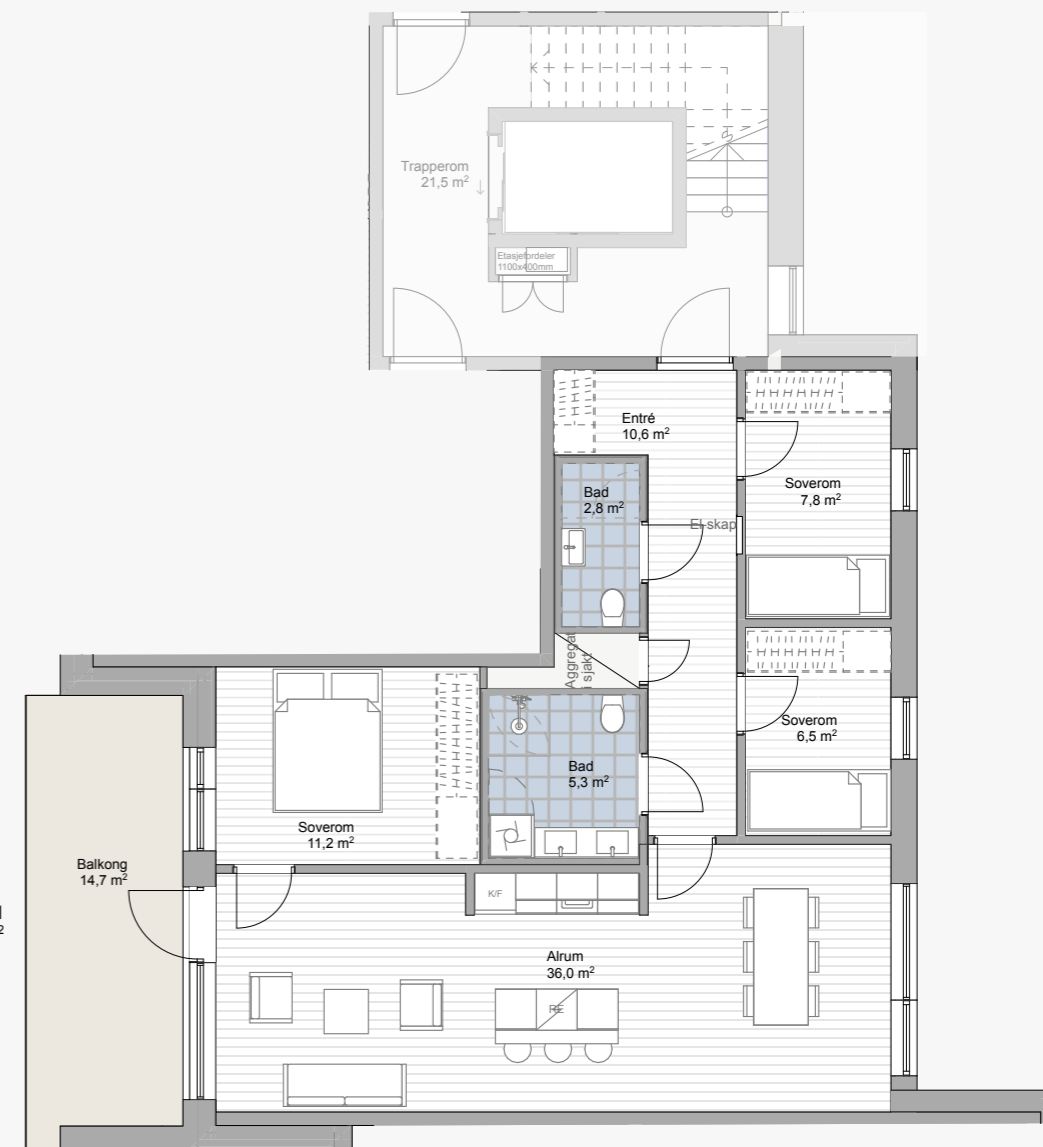 Trapperom
21,5 m²
Etasjefordeler
1100x400mm
Entré
10,6 m²
Bad
2,8 m²
Soverom
7,8 m²
El skap
Aggregat
i sjakt
Soverom
6,5 m²
Bad
5,3 m²
Soverom
11,2 m²
Balkong
14,7 m²
K/F
Alrum
36,0 m²